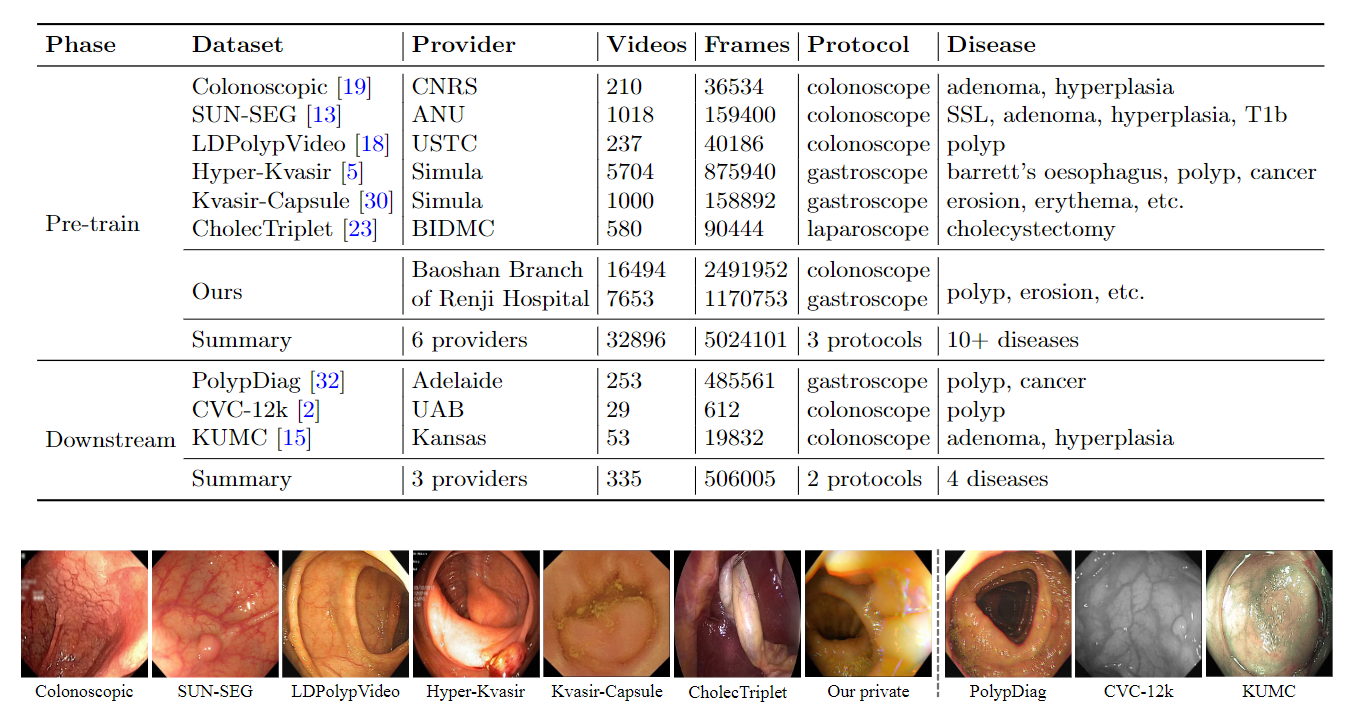 Phase Dataset Provider Videos Frames Protocol Disease
Colonoscopic [19] CNRS 210 36534 colonoscope adenoma, hyperplasia
SUN-SEG [13] ANU 1018 159400 colonoscope SSL, adenoma, hyperplasia, T1b
LDPolypVideo [18] USTC 237 40186 colonoscope polyp
Hyper-Kvasir [5] Simula 5704 875940 gastroscope barrett's oesophagus, polyp, cancer
Kvasir-Capsule [30] Simula 1000 158892 gastroscope erosion, erythema, etc.
Pre-train
CholecTriplet [23] BIDMC 580 90444 laparoscope cholecystectomy
Baoshan Branch 16494 2491952 colonoscope
Ours polyp, erosion, etc.
of Renji Hospital 7653 1170753 gastroscope
Summary 6 providers 32896 5024101 3 protocols 10+ diseases
PolypDiag [32] Adelaide 253 485561 gastroscope polyp, cancer
CVC-12k [2] UAB 29 612 colonoscope polyp
Downstream KUMC [15] Kansas 53 19832 colonoscope adenoma, hyperplasia
Summary 3 providers 335 506005 2 protocols 4 diseases
Colonoscopic SUN-SEG LDPolypVideo Hyper-Kvasir Kvasir-Capsule CholecTriplet Our private PolypDiag CVC-12k KUMC